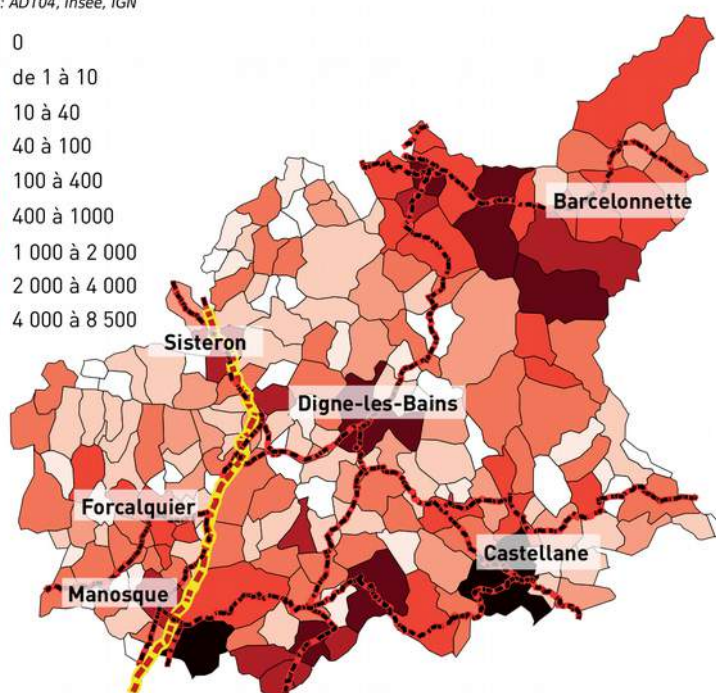 : ADT04, Insee, IGN
0
de 1 à 10
10 à 40
40 à 100
100 à 400
400 à 1000
1 000 à 2 000
2 000 à 4 000
4 000 à 8 500
Barcelonnette
Sisteron
Digne-les-Bains
Forcalquier
Castellane
Manosque